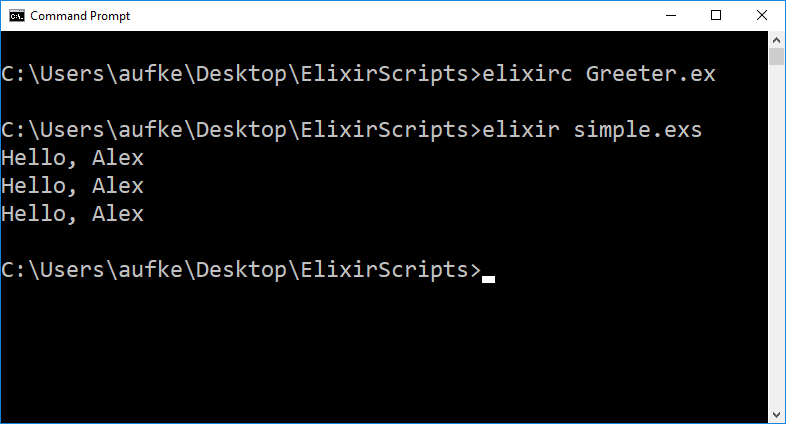 Command Prompt
C:\Users\aufke\Desktop\ElixirScripts>elixirc Greeter.ex
C:\Users\aufke\Desktop\ElixirScripts>elixir simple.exs
Hello, Alex
Hello, Alex
Hello, Alex
C:\Users\aufke\Desktop\ElixirScripts>